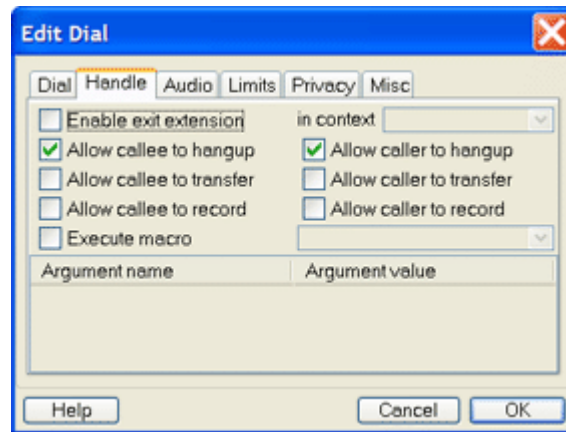 Edit Dial
Dial Handle Audio Limits Privacy Misc
Enable exit extension in context
Allow callee to hangup Allow caller to hangup
Allow callee to transfer Allow caller to transfer
Allow callee to record Allow caller to record
Execute macro
Argument name Argument value
Help Cancel OK